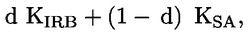 d K_IRB + (1 - d) K_SA,